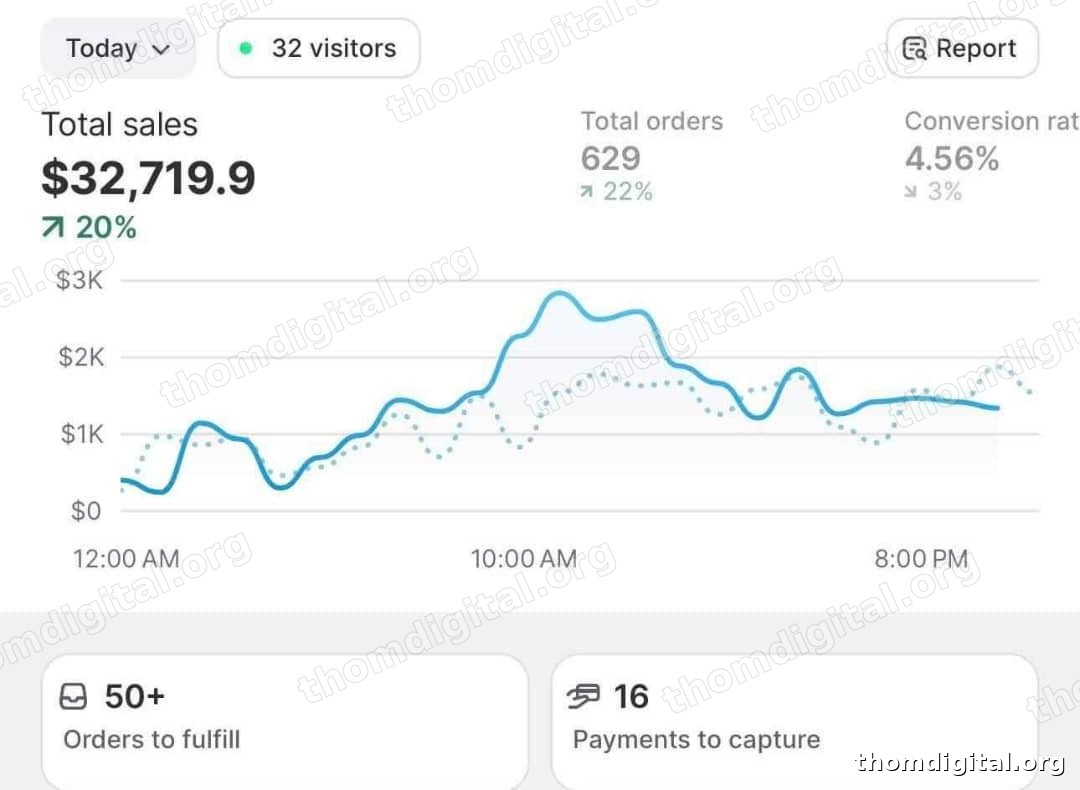 Today
32 visitors
Report
Total sales
$32,719.9
20%
Total orders
629
22%
Conversion rat
4.56%
3%
$3K
$2K
$1K
$0
12:00 AM
10:00 AM
8:00 PM
50+
Orders to fulfill
16
Payments to capture
thomdigital.org